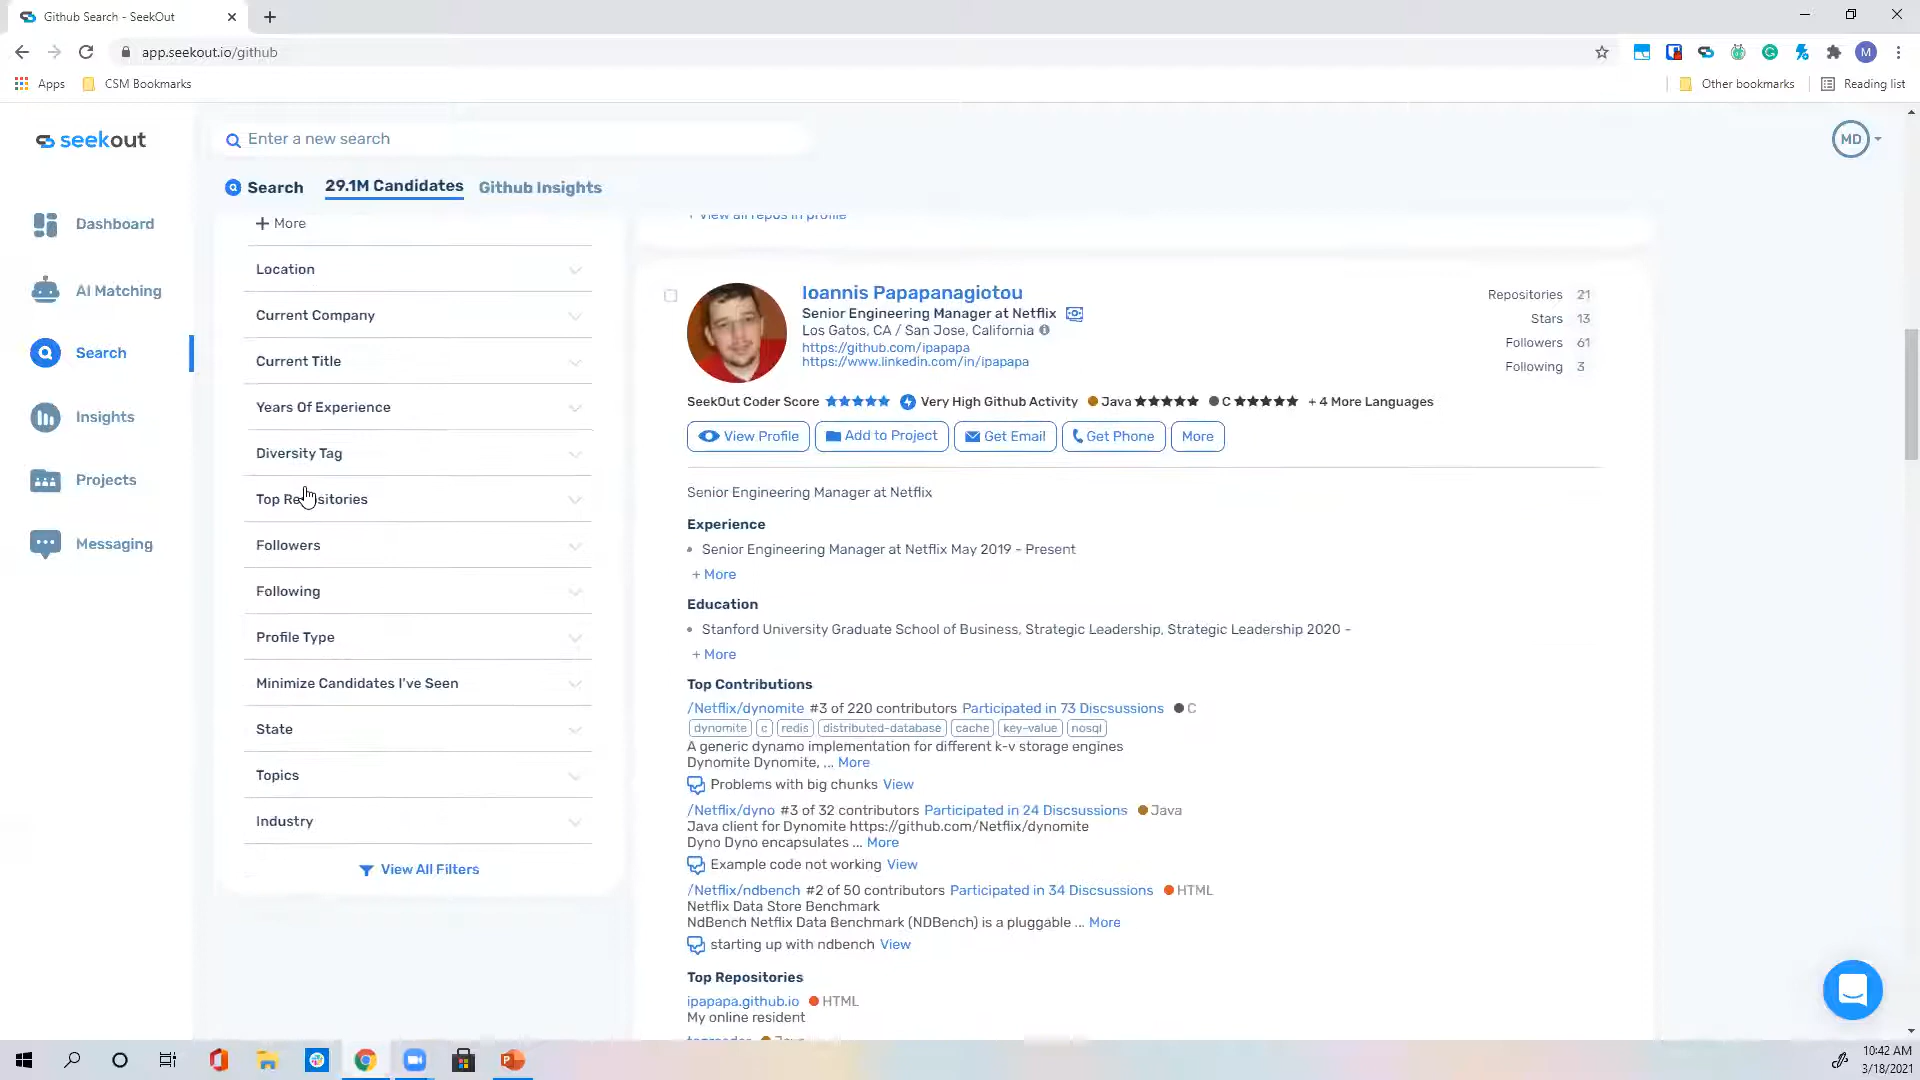 Github Search - SeekOut
app.seekout.io/github
Apps CSM Bookmarks Other bookmarks Reading list
seekout
Enter a new search
MD
M
Search 29.1M Candidates Github Insights
Dashboard
AI Matching
Search
Insights
Projects
Messaging
+ More
Location
Current Company
Current Title
Years Of Experience
Diversity Tag
Top Repositories
Followers
Following
Profile Type
Minimize Candidates I've Seen
State
Topics
Industry
View All Filters
+ View all repos in profile
Ioannis Papapanagiotou
Senior Engineering Manager at Netflix
Los Gatos, CA / San Jose, California
https://github.com/ipapapa
https://www.linkedin.com/in/ipapapa
Repositories 21
Stars 13
Followers 61
Following 3
SeekOut Coder Score ★★★★★ Very High Github Activity Java ★★★★★ C ★★★★★ + 4 More Languages
View Profile Add to Project Get Email Get Phone More
Senior Engineering Manager at Netflix
Experience
• Senior Engineering Manager at Netflix May 2019 - Present
+ More
Education
• Stanford University Graduate School of Business, Strategic Leadership, Strategic Leadership 2020 -
+ More
Top Contributions
/Netflix/dynomite #3 of 220 contributors Participated in 73 Discsussions C
dynomite c redis distributed-database cache key-value nosql
A generic dynamo implementation for different k-v storage engines
Dynomite Dynomite, ... More
Problems with big chunks View
/Netflix/dyno #3 of 32 contributors Participated in 24 Discsussions Java
Java client for Dynomite https://github.com/Netflix/dynomite
Dyno Dyno encapsulates ... More
Example code not working View
/Netflix/ndbench #2 of 50 contributors Participated in 34 Discsussions HTML
Netflix Data Store Benchmark
NdBench Netflix Data Benchmark (NDBench) is a pluggable ... More
starting up with ndbench View
Top Repositories
ipapapa.github.io HTML
My online resident
10:42 AM
3/18/2021